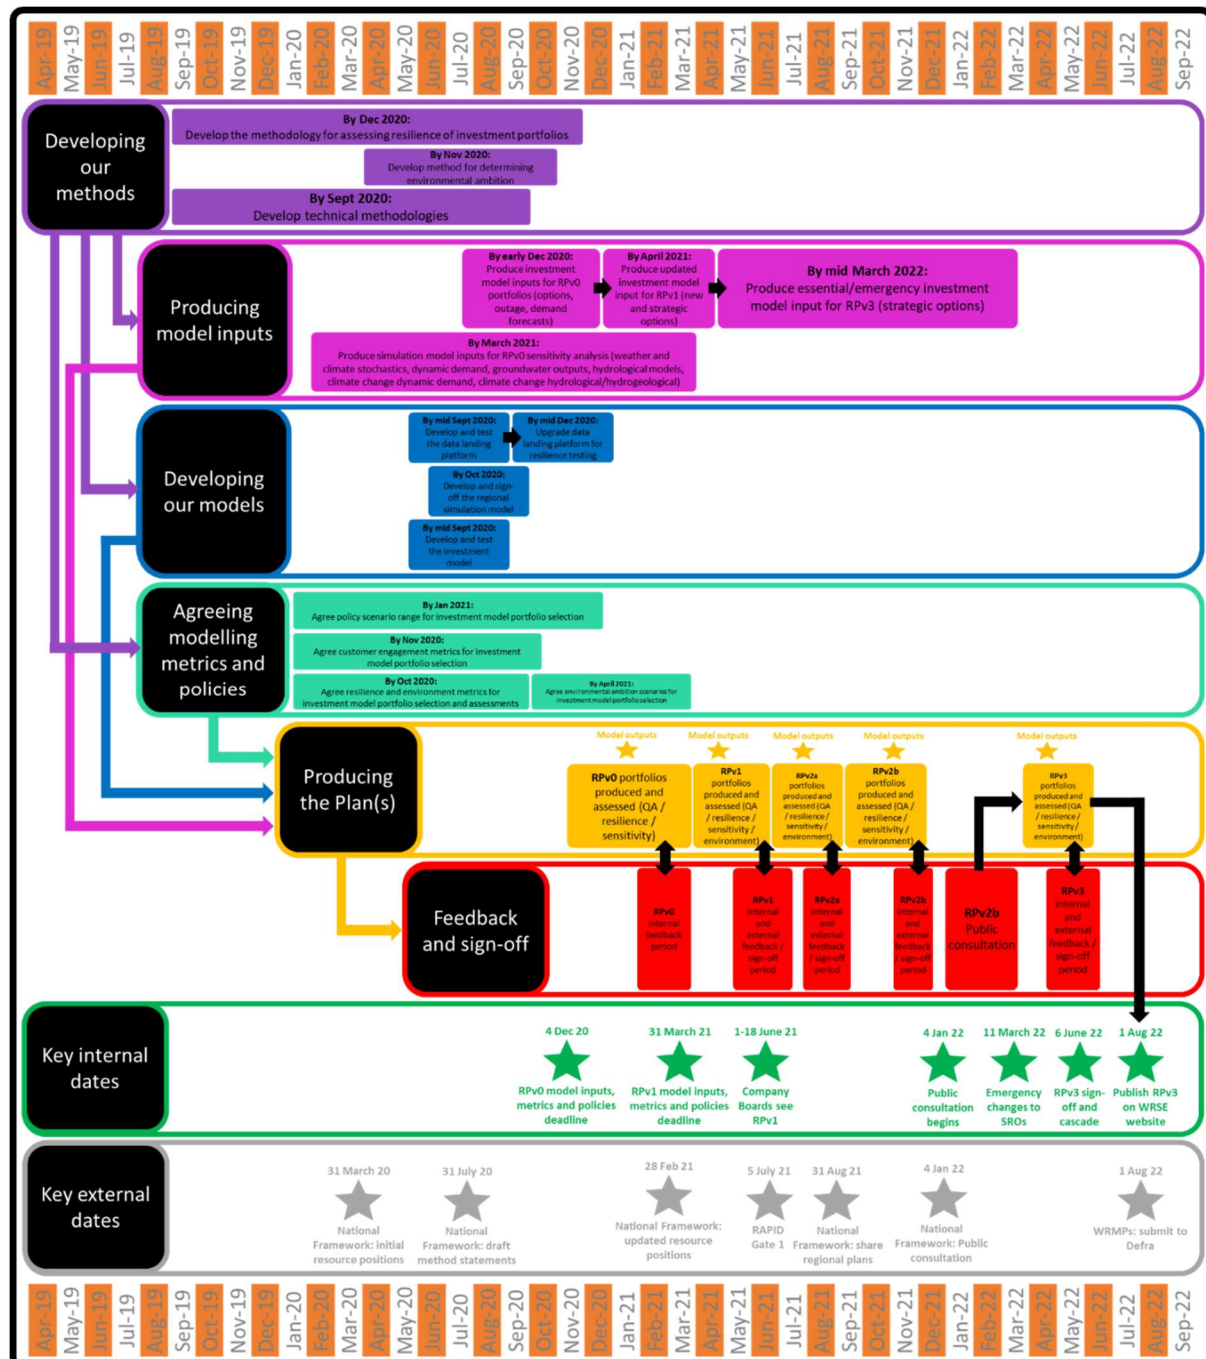 Apr-19 May-19 Jun-19 Jul-19 Aug-19 Sep-19 Oct-19 Nov-19 Dec-19 Jan-20 Feb-20 Mar-20 Apr-20 May-20 Jun-20 Jul-20 Aug-20 Sep-20 Oct-20 Nov-20 Dec-20 Jan-21 Feb-21 Mar-21 Apr-21 May-21 Jun-21 Jul-21 Aug-21 Sep-21 Oct-21 Nov-21 Dec-21 Jan-22 Feb-22 Mar-22 Apr-22 May-22 Jun-22 Jul-22 Aug-22 Sep-22
Developing
our
methods
By Dec 2020:
Develop the methodology for assessing resilience of investment portfolios
By Nov 2020:
Develop method for determining
environmental ambition
By Sept 2020:
Develop technical methodologies
Producing
model inputs
By early Dec 2020:
Produce investment
model inputs for RPv0
portfolios (options,
outage, demand
forecasts)
By April 2021:
Produce updated
investment model
input for RPv1 (new
and strategic
options)
By mid March 2022:
Produce essential/emergency investment
model input for RPv3 (strategic options)
By March 2021:
Produce simulation model inputs for RPv0 sensitivity analysis (weather and
climate stochastics, dynamic demand, groundwater outputs, hydrological models,
climate change dynamic demand, climate change hydrological/hydrogeological)
Developing
our models
By mid Sept 2020:
Develop and test
the data landing
platform
By mid Dec 2020:
Upgrade data
landing platform for
resilience testing
By Oct 2020:
Develop and sign-
off the regional
simulation model
By mid Sept 2020:
Develop and test
the investment
model
Agreeing
modelling
metrics and
policies
By Jan 2021:
Agree policy scenario range for investment model portfolio selection
By Nov 2020:
Agree customer engagement metrics for investment
model portfolio selection
By Oct 2020:
Agree resilience and environment metrics for
investment model portfolio selection and assessments
By April 2021:
Agree environmental ambition scenarios for
investment model portfolio selection
Producing
the Plan(s)
Model outputs
RPv0 portfolios
produced and
assessed (QA /
resilience /
sensitivity)
Model outputs
RPv1
portfolios
produced and
assessed (QA
/ resilience /
sensitivity /
environment)
Model outputs
RPv2a
portfolios
produced and
assessed (QA
/ resilience /
sensitivity /
environment)
Model outputs
RPv2b
portfolios
produced and
assessed (QA
/ resilience /
sensitivity /
environment)
Model outputs
RPv3
portfolios
produced and
assessed (QA
/ resilience /
sensitivity /
environment)
Feedback
and sign-off
RPv0
internal
feedback
period
RPv1
internal and
external
feedback /
sign-off
period
RPv2a
internal and
external
feedback
/ sign-off
period
RPv2b
internal and
external
feedback
/ sign-off
period
RPv2b
Public
consultation
RPv3
internal
and
external
feedback /
sign-off
period
Key internal
dates
4 Dec 20
RPv0 model inputs,
metrics and policies
deadline
31 March 21
RPv1 model inputs,
metrics and policies
deadline
1-18 June 21
Company
Boards see
RPv1
4 Jan 22
Public
consultation
begins
11 March 22
Emergency
changes to
SROs
6 June 22
RPv3 sign-
off and
cascade
1 Aug 22
Publish RPv3
on WRSE
website
Key external
dates
31 March 20
National
Framework: initial
resource positions
31 July 20
National
Framework: draft
method statements
28 Feb 21
National Framework:
updated resource
positions
5 July 21
RAPID
Gate 1
31 Aug 21
National
Framework: share
regional plans
4 Jan 22
National
Framework: Public
consultation
1 Aug 22
WRMPs: submit to
Defra
Apr-19 May-19 Jun-19 Jul-19 Aug-19 Sep-19 Oct-19 Nov-19 Dec-19 Jan-20 Feb-20 Mar-20 Apr-20 May-20 Jun-20 Jul-20 Aug-20 Sep-20 Oct-20 Nov-20 Dec-20 Jan-21 Feb-21 Mar-21 Apr-21 May-21 Jun-21 Jul-21 Aug-21 Sep-21 Oct-21 Nov-21 Dec-21 Jan-22 Feb-22 Mar-22 Apr-22 May-22 Jun-22 Jul-22 Aug-22 Sep-22